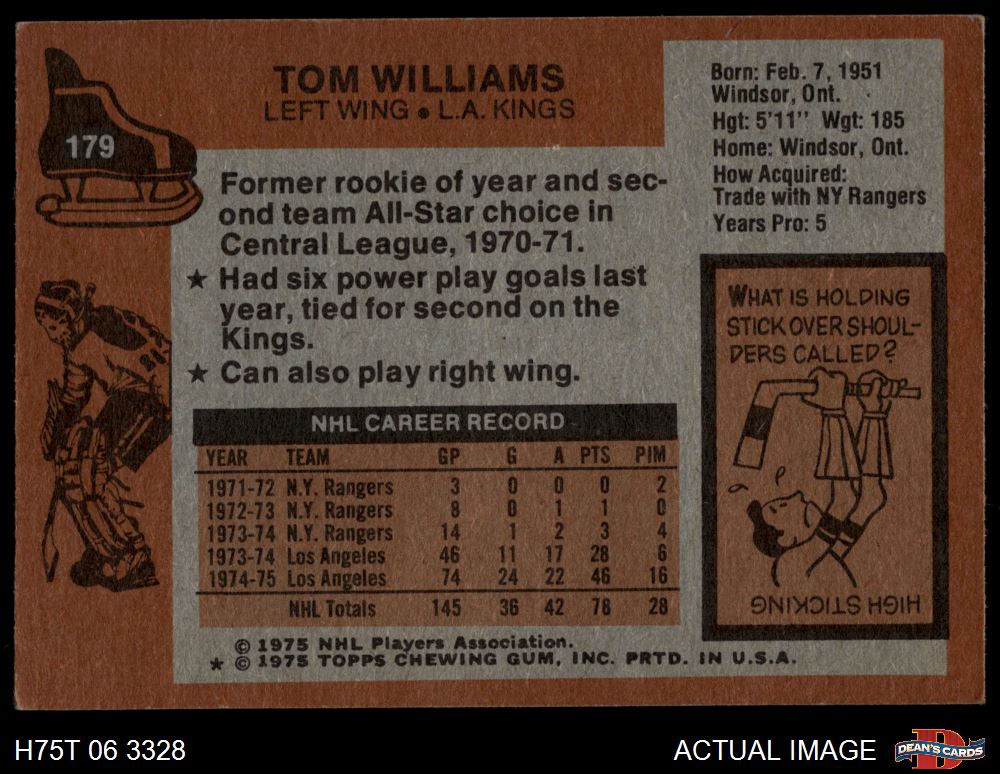 179
TOM WILLIAMS
LEFT WING • L.A. KINGS
Born: Feb. 7, 1951
Windsor, Ont.
Hgt: 5'11" Wgt: 185
Home: Windsor, Ont.
How Acquired:
Trade with NY Rangers
Years Pro: 5
Former rookie of year and sec-
ond team All-Star choice in
Central League, 1970-71.
★ Had six power play goals last
year, tied for second on the
Kings.
★ Can also play right wing.
WHAT IS HOLDING
STICK OVER SHOUL-
DERS CALLED?
HIGH STICKING
NHL CAREER RECORD
YEAR TEAM GP G A PTS PIM
1971-72 N.Y. Rangers 3 0 0 0 2
1972-73 N.Y. Rangers 8 0 1 1 0
1973-74 N.Y. Rangers 14 1 2 3 4
1973-74 Los Angeles 46 11 17 28 6
1974-75 Los Angeles 74 24 22 46 16
NHL Totals 145 36 42 78 28
© 1975 NHL Players Association.
★ © 1975 TOPPS CHEWING GUM, INC. PRTD. IN U.S.A.
H75T 06 3328
ACTUAL IMAGE
D
DEAN'S CARDS